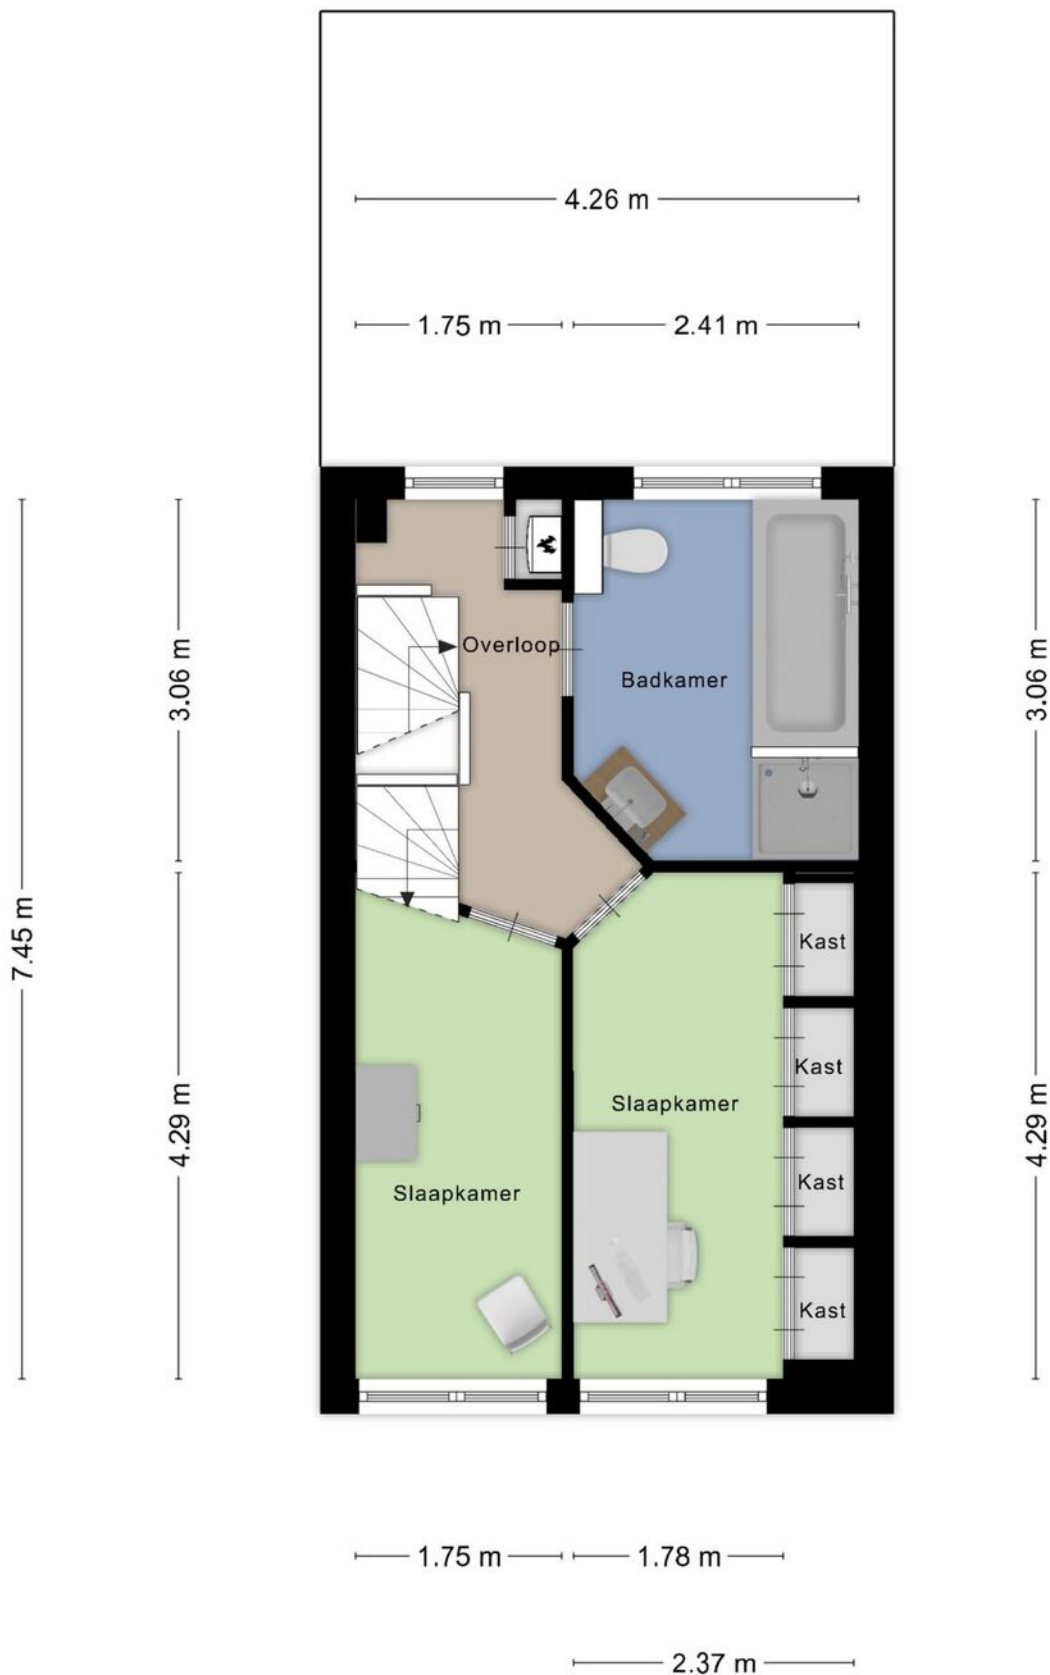 4.26 m
1.75 m
2.41 m
Overloop
3.06 m
Badkamer
3.06 m
7.45 m
Kast
Kast
4.29 m
Slaapkamer
4.29 m
Kast
Slaapkamer
Kast
1.75 m
1.78 m
2.37 m